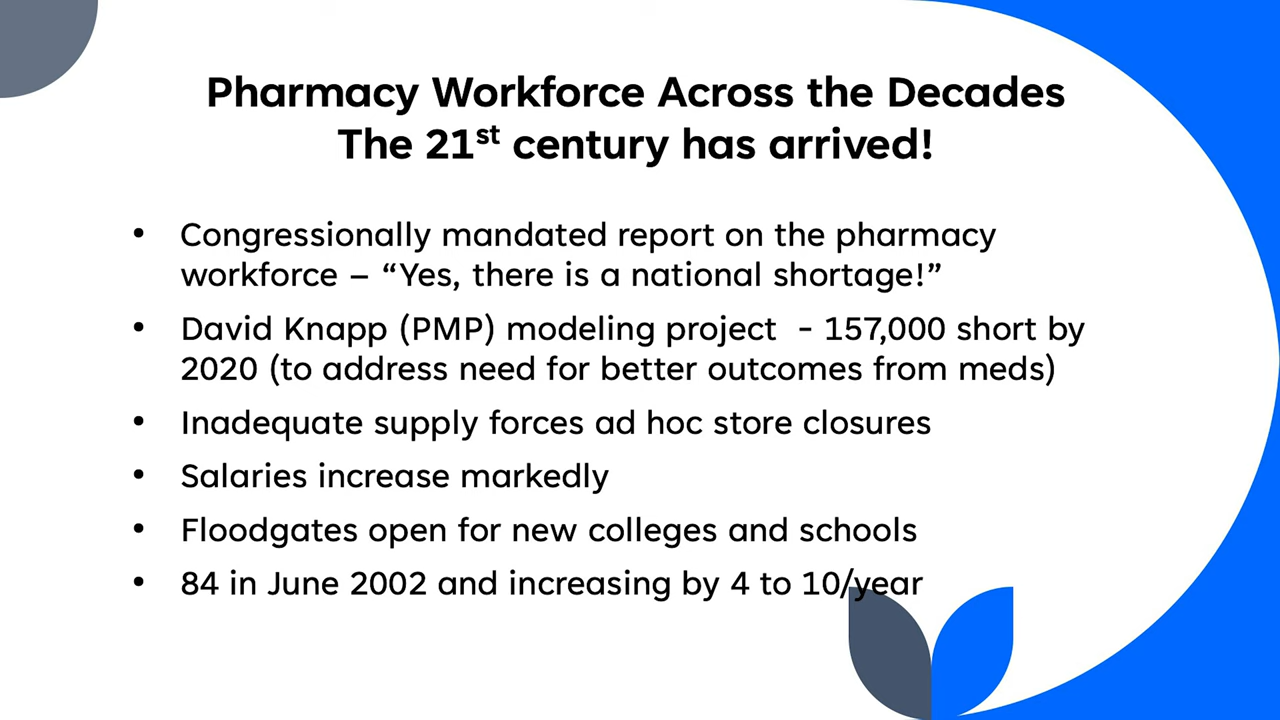 Pharmacy Workforce Across the Decades
The 21st century has arrived!
• Congressionally mandated report on the pharmacy
workforce – “Yes, there is a national shortage!”
• David Knapp (PMP) modeling project  - 157,000 short by
2020 (to address need for better outcomes from meds)
• Inadequate supply forces ad hoc store closures
• Salaries increase markedly
• Floodgates open for new colleges and schools
• 84 in June 2002 and increasing by 4 to 10/year